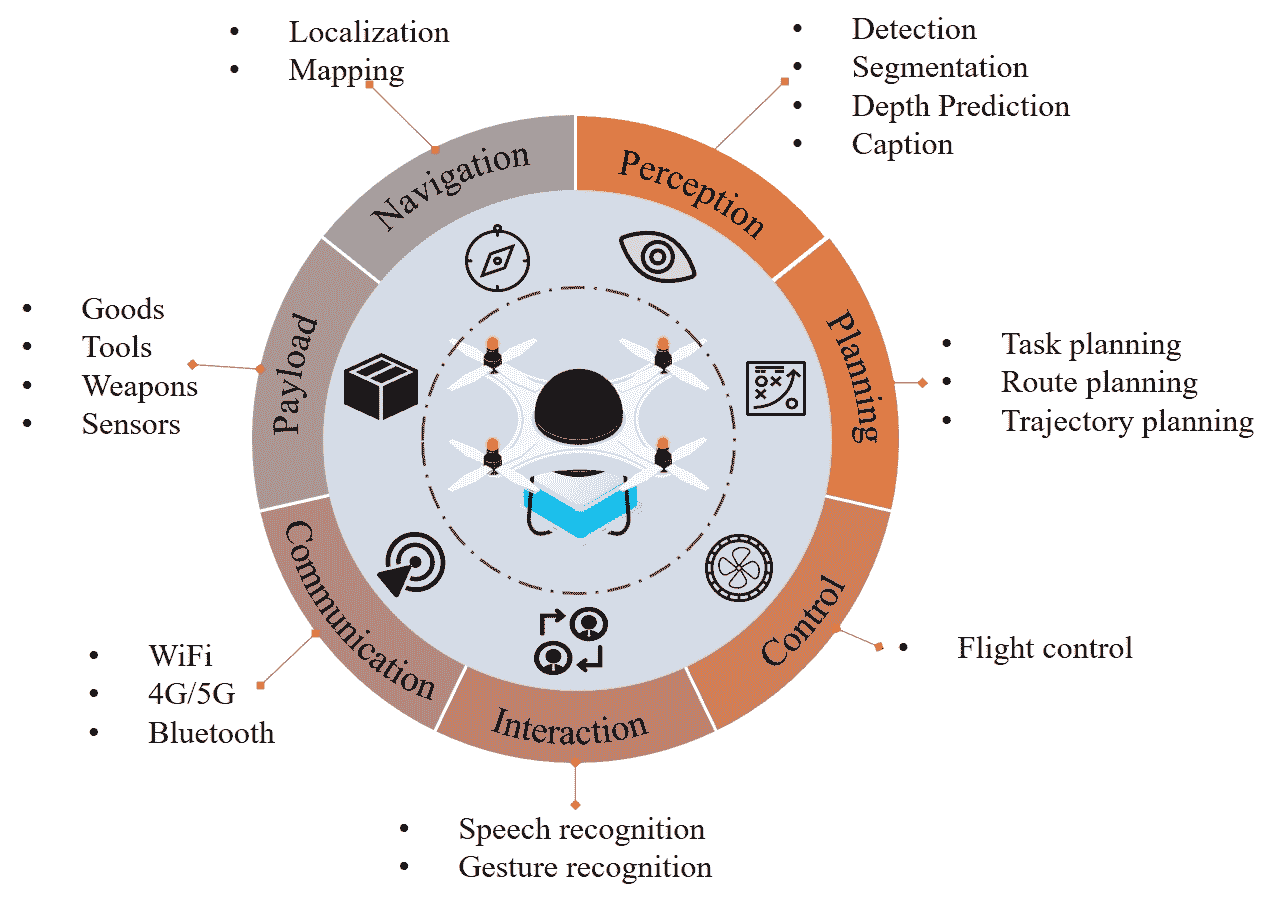 • Localization
• Mapping
• Detection
• Segmentation
• Depth Prediction
• Caption
Navigation
Perception
• Goods
• Tools
• Weapons
• Sensors
Payload
Planning
• Task planning
• Route planning
• Trajectory planning
Communication
Control
• WiFi
• 4G/5G
• Bluetooth
• Flight control
Interaction
• Speech recognition
• Gesture recognition